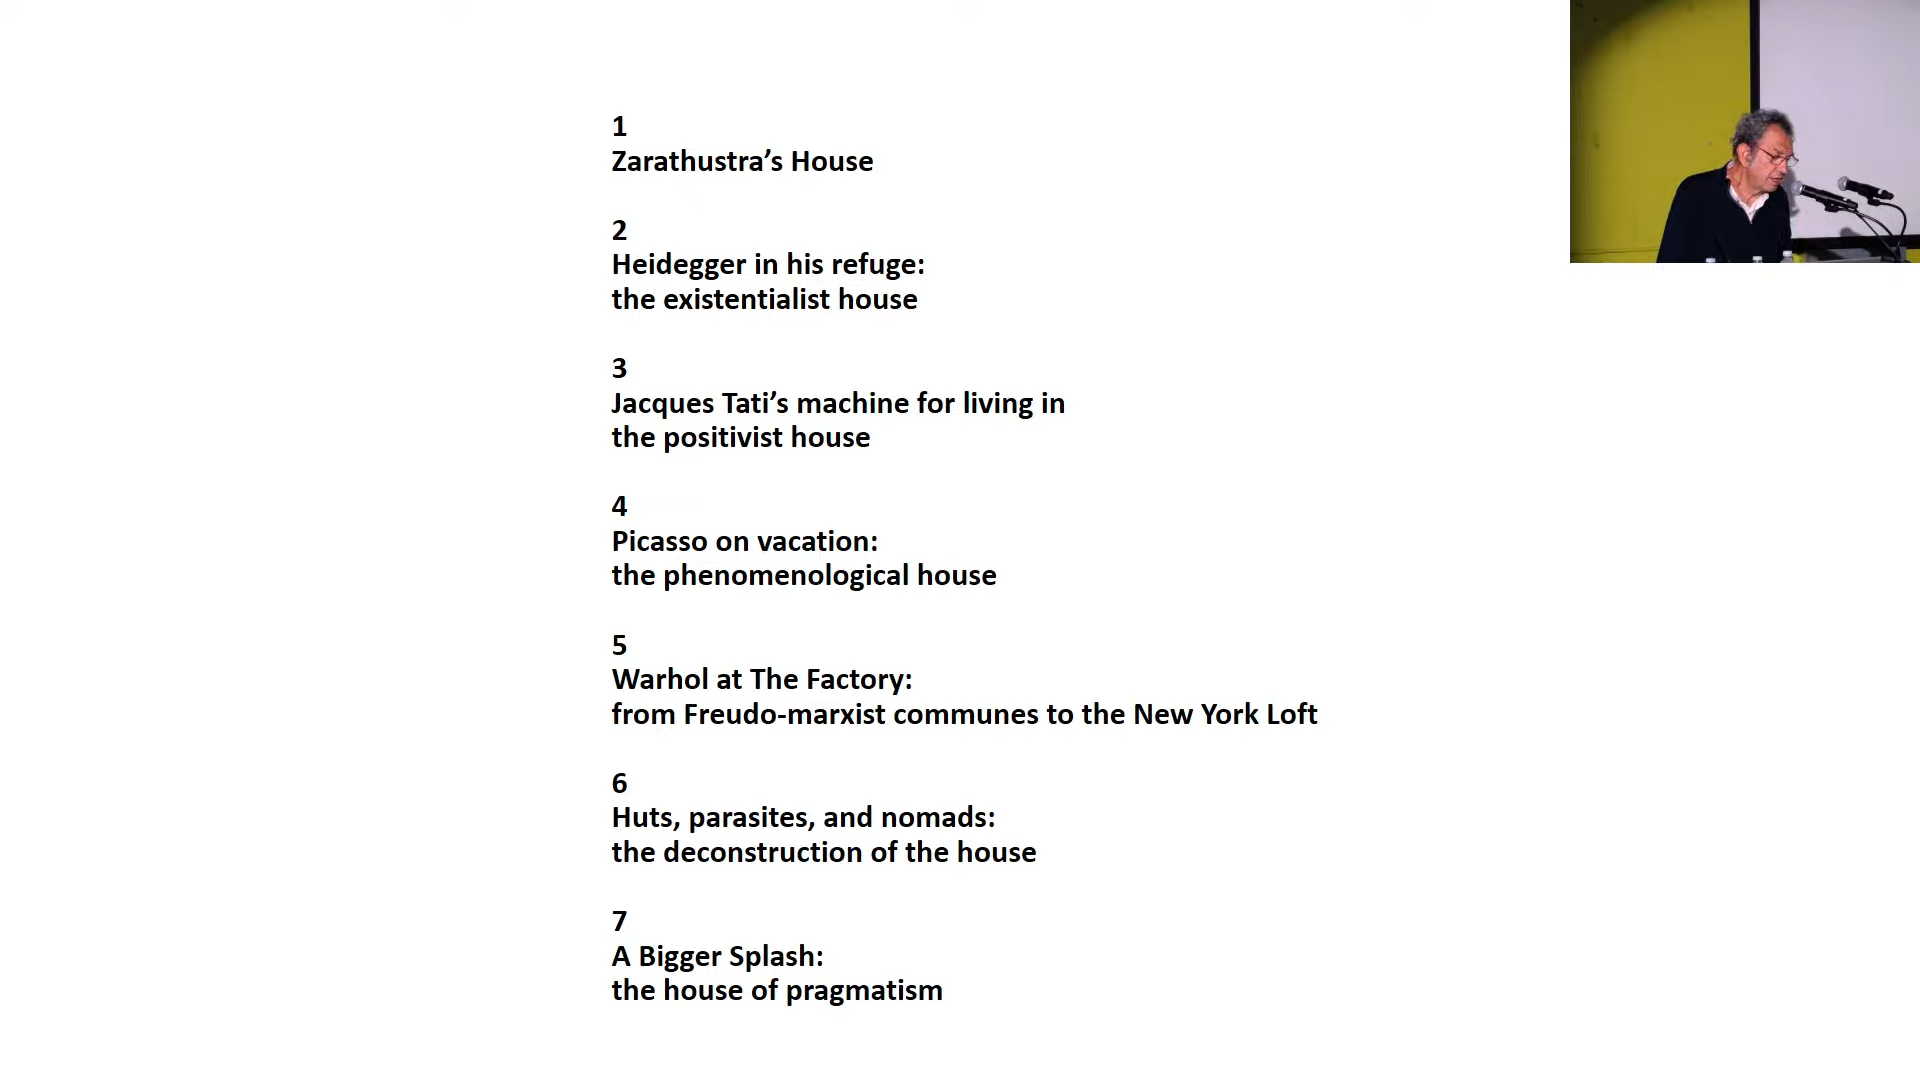 1
Zarathustra’s House
2
Heidegger in his refuge:
the existentialist house
3
Jacques Tati’s machine for living in
the positivist house
4
Picasso on vacation:
the phenomenological house
5
Warhol at The Factory:
from Freudo-marxist communes to the New York Loft
6
Huts, parasites, and nomads:
the deconstruction of the house
7
A Bigger Splash:
the house of pragmatism